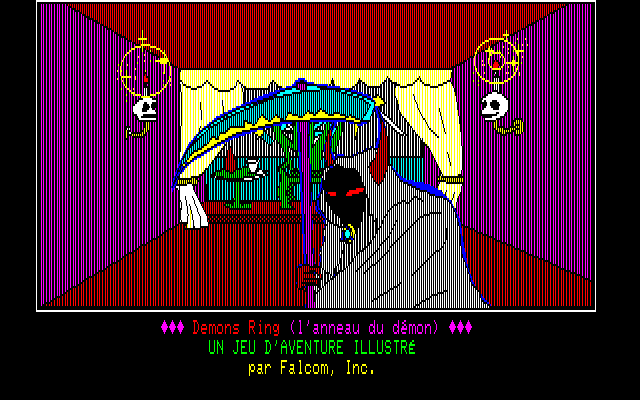 Demons Ring (l'anneau du démon)
UN JEU D'AVENTURE ILLUSTRÉ
par Falcom, Inc.